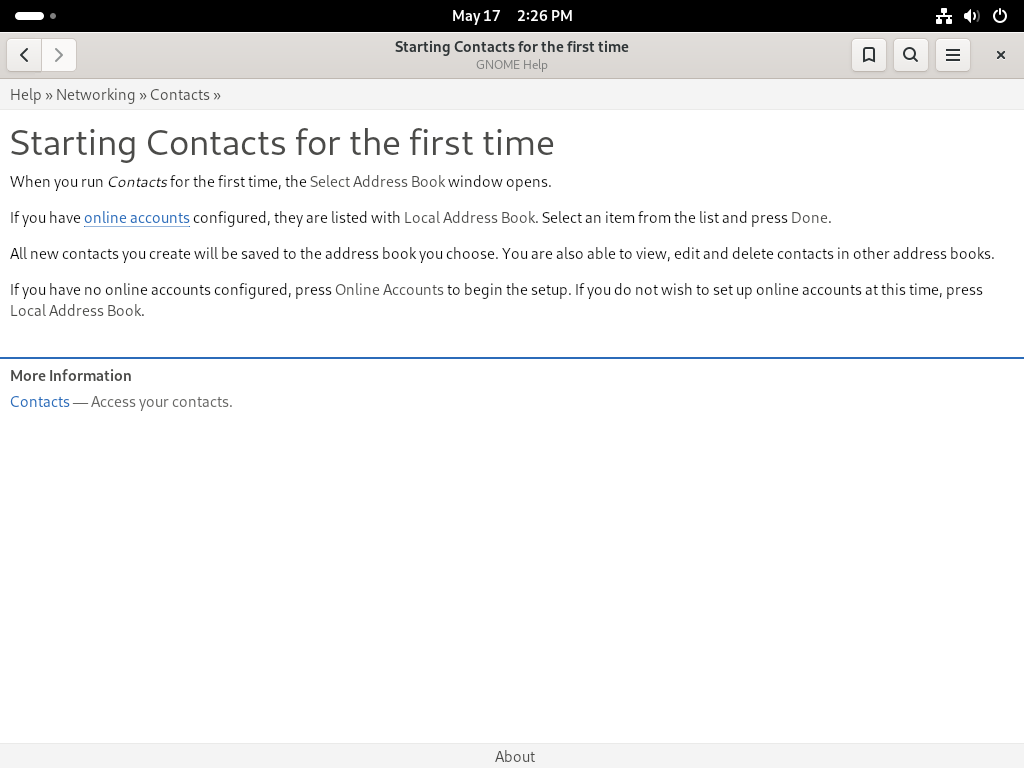 May 17 2:26 PM
Starting Contacts for the first time
GNOME Help
Help » Networking » Contacts »
Starting Contacts for the first time
When you run Contacts for the first time, the Select Address Book window opens.
If you have online accounts configured, they are listed with Local Address Book. Select an item from the list and press Done.
All new contacts you create will be saved to the address book you choose. You are also able to view, edit and delete contacts in other address books.
If you have no online accounts configured, press Online Accounts to begin the setup. If you do not wish to set up online accounts at this time, press
Local Address Book.
More Information
Contacts — Access your contacts.
About